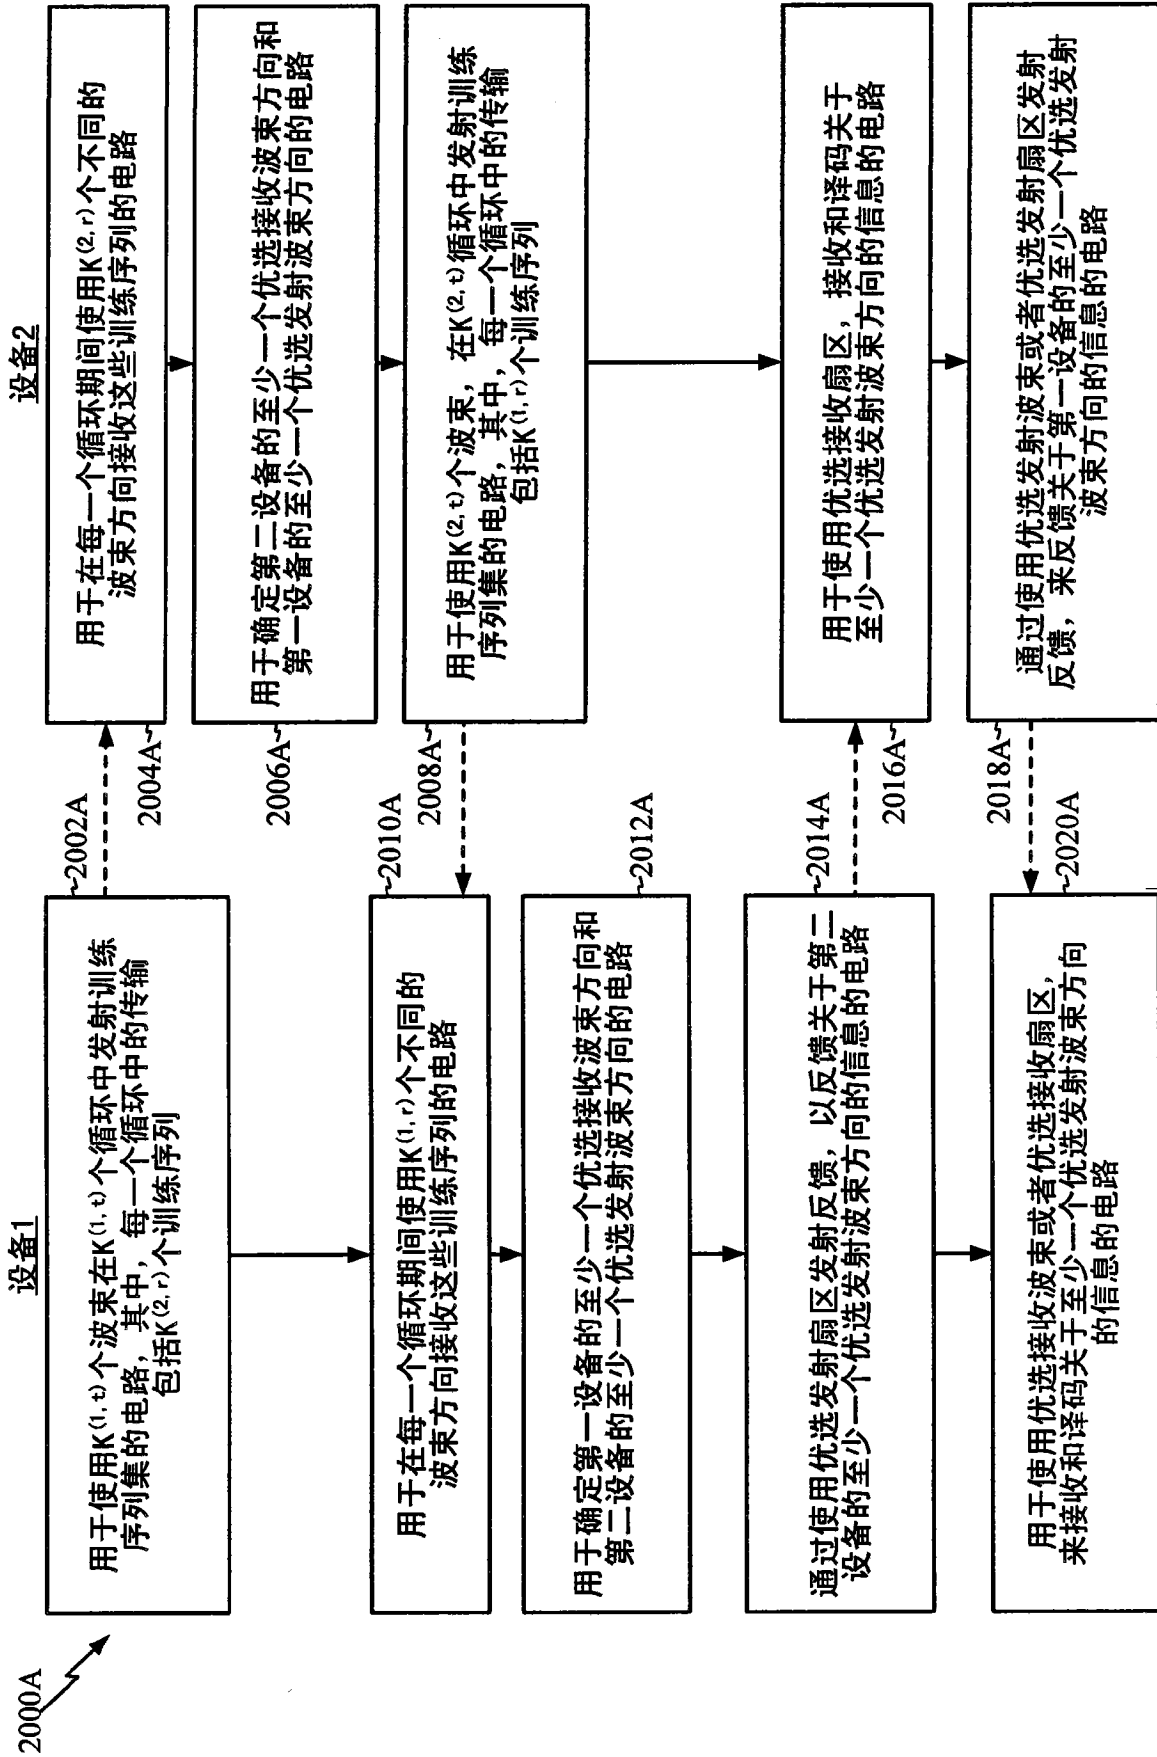 2000A
设备1
用于使用K(1,t)个波束在K(1,t)个循环中发射训练
序列集的电路，其中，每一个循环中的传输
包括K(2,r)个训练序列
2002A
用于在每一个循环期间使用K(1,r)个不同的
波束方向接收这些训练序列的电路
2010A
用于确定第一设备的至少一个优选接收波束方向和
第二设备的至少一个优选发射波束方向的电路
2012A
通过使用优选发射扇区发射反馈，以反馈关于第二
设备的至少一个优选发射波束方向的信息的电路
2014A
用于使用优选接收波束或者优选接收扇区，
来接收和译码关于至少一个优选发射波束方向
的信息的电路
2020A
设备2
用于在每一个循环期间使用K(2,r)个不同的
波束方向接收这些训练序列的电路
2004A
用于确定第二设备的至少一个优选接收波束方向和
第一设备的至少一个优选发射波束方向的电路
2006A
用于使用K(2,t)个波束，在K(2,t)循环中发射训练
序列集的电路，其中，每一个循环中的传输
包括K(1,r)个训练序列
2008A
用于使用优选接收扇区，接收和译码关于
至少一个优选发射波束方向的信息的电路
2016A
通过使用优选发射波束或者优选发射扇区发射
反馈，来反馈关于第一设备的至少一个优选发射
波束方向的信息的电路
2018A